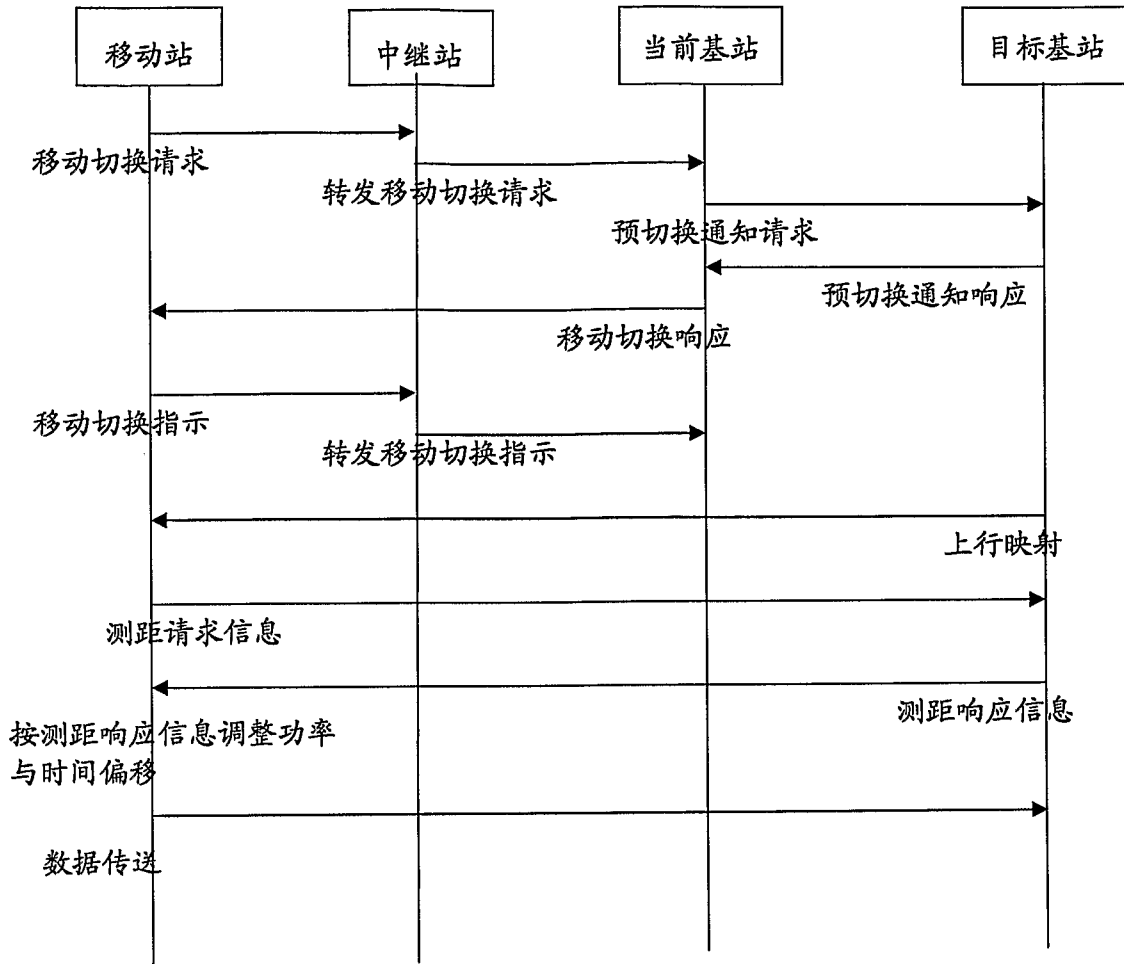 移动站
中继站
当前基站
目标基站
移动切换请求
转发移动切换请求
预切换通知请求
预切换通知响应
移动切换响应
移动切换指示
转发移动切换指示
上行映射
测距请求信息
测距响应信息
按测距响应信息调整功率
与时间偏移
数据传送